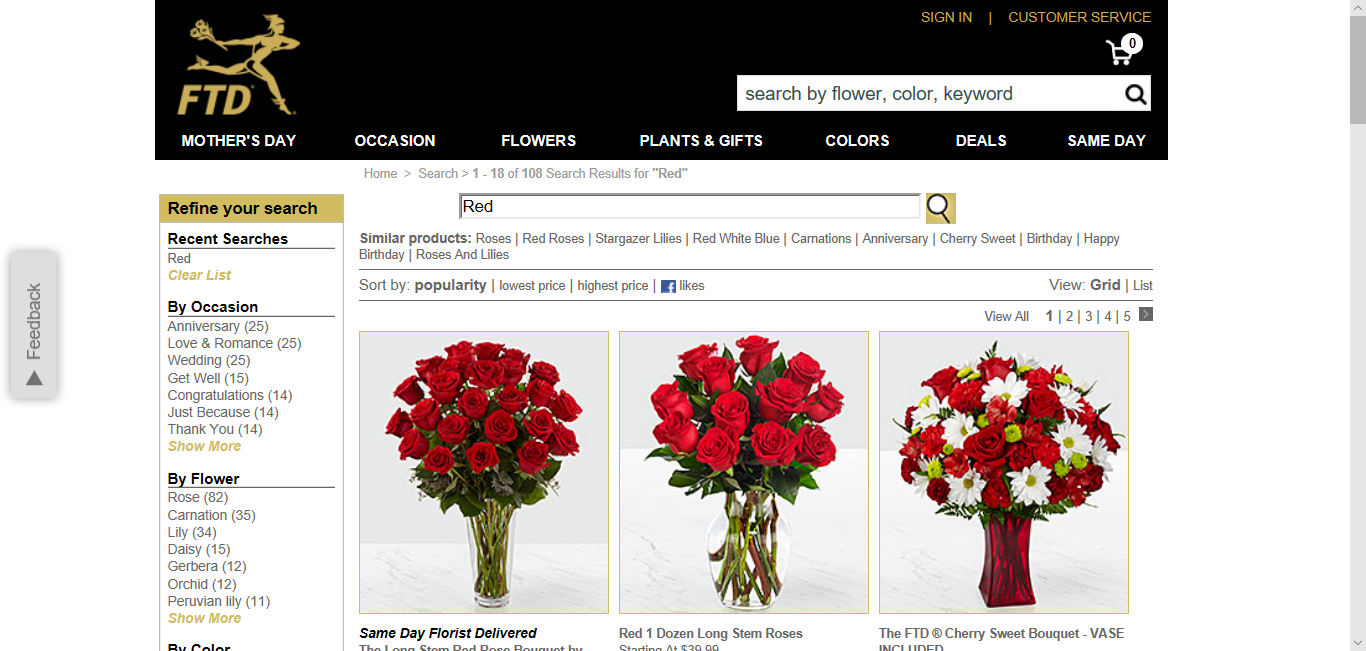 SIGN IN | CUSTOMER SERVICE
0
FTD
search by flower, color, keyword
MOTHER'S DAY OCCASION FLOWERS PLANTS & GIFTS COLORS DEALS SAME DAY
Home > Search > 1 - 18 of 108 Search Results for "Red"
Refine your search
Recent Searches
Red
Clear List
By Occasion
Anniversary (25)
Love & Romance (25)
Wedding (25)
Get Well (15)
Congratulations (14)
Just Because (14)
Thank You (14)
Show More
By Flower
Rose (82)
Carnation (35)
Lily (34)
Daisy (15)
Gerbera (12)
Orchid (12)
Peruvian lily (11)
Show More
By Color
Feedback
Red
Similar products: Roses | Red Roses | Stargazer Lilies | Red White Blue | Carnations | Anniversary | Cherry Sweet | Birthday | Happy
Birthday | Roses And Lilies
Sort by: popularity | lowest price | highest price | f likes
View: Grid | List
View All 1 | 2 | 3 | 4 | 5
Same Day Florist Delivered
The Long Stem Red Rose Bouquet by
Red 1 Dozen Long Stem Roses
Starting At $39.99
The FTD ® Cherry Sweet Bouquet - VASE
INCLUDED